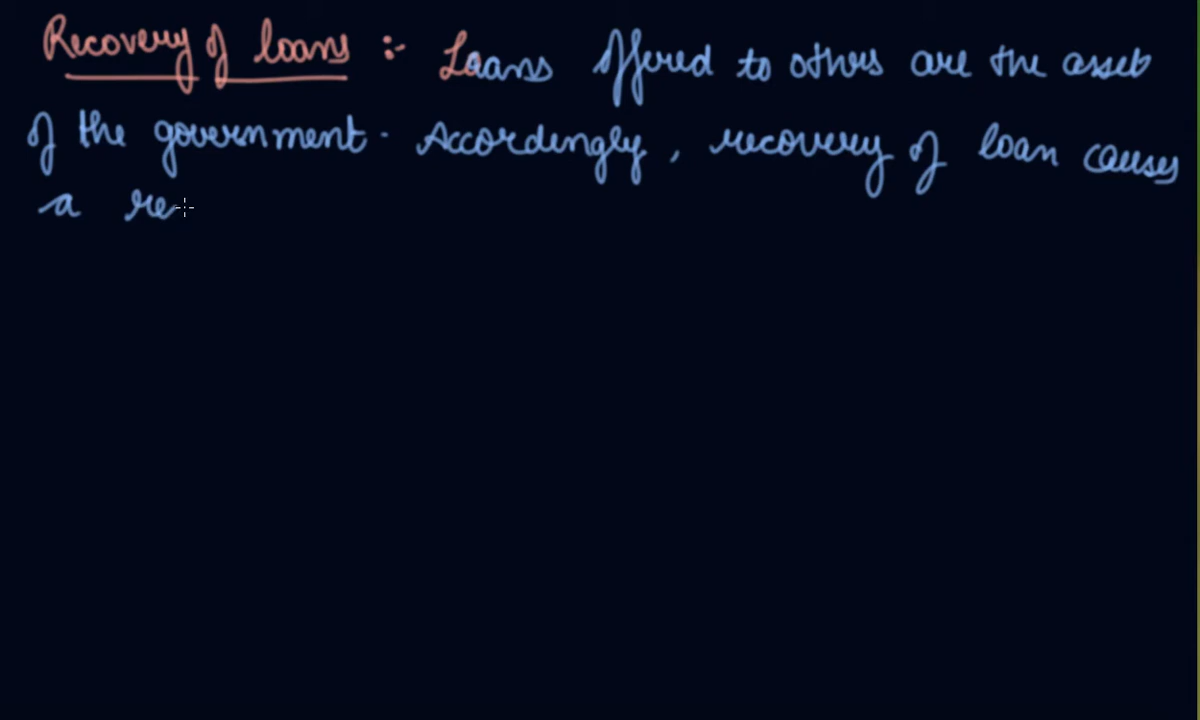 Recovery of loans :- Loans offered to others are the asset
of the government. Accordingly, recovery of loan causes
a re